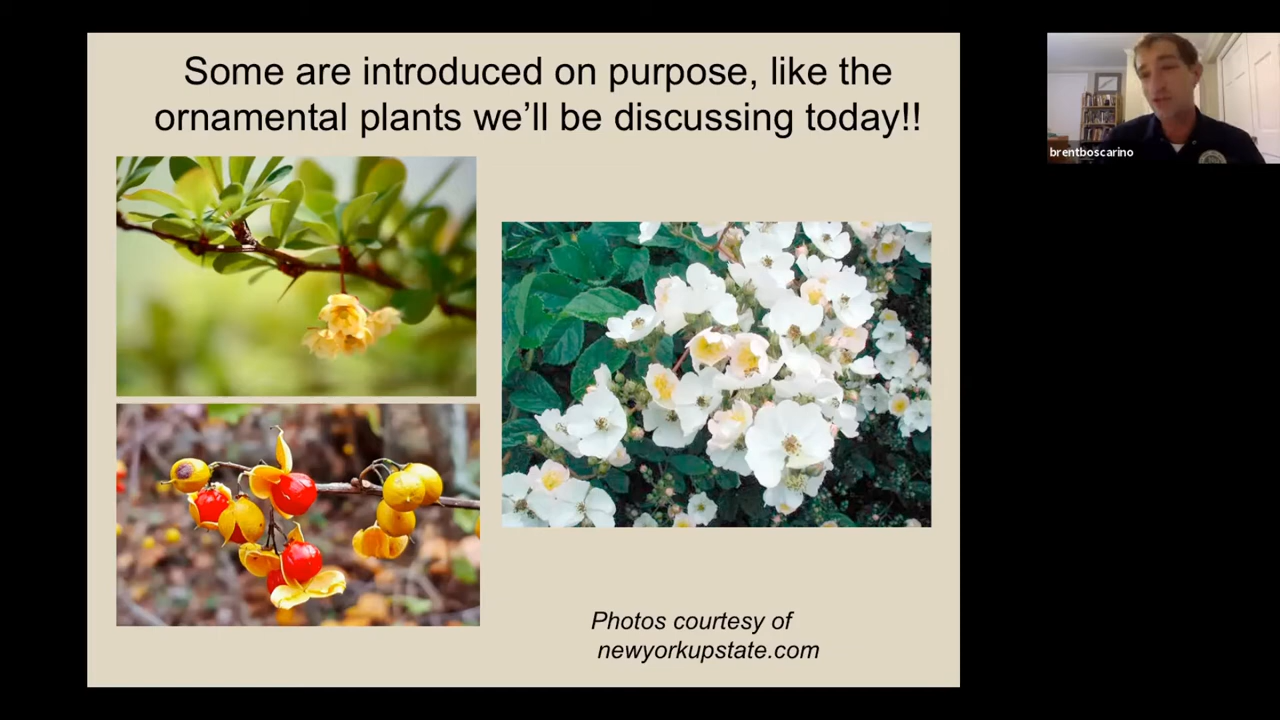 Some are introduced on purpose, like the
ornamental plants we’ll be discussing today!!
brentboscarino
Photos courtesy of
newyorkupstate.com